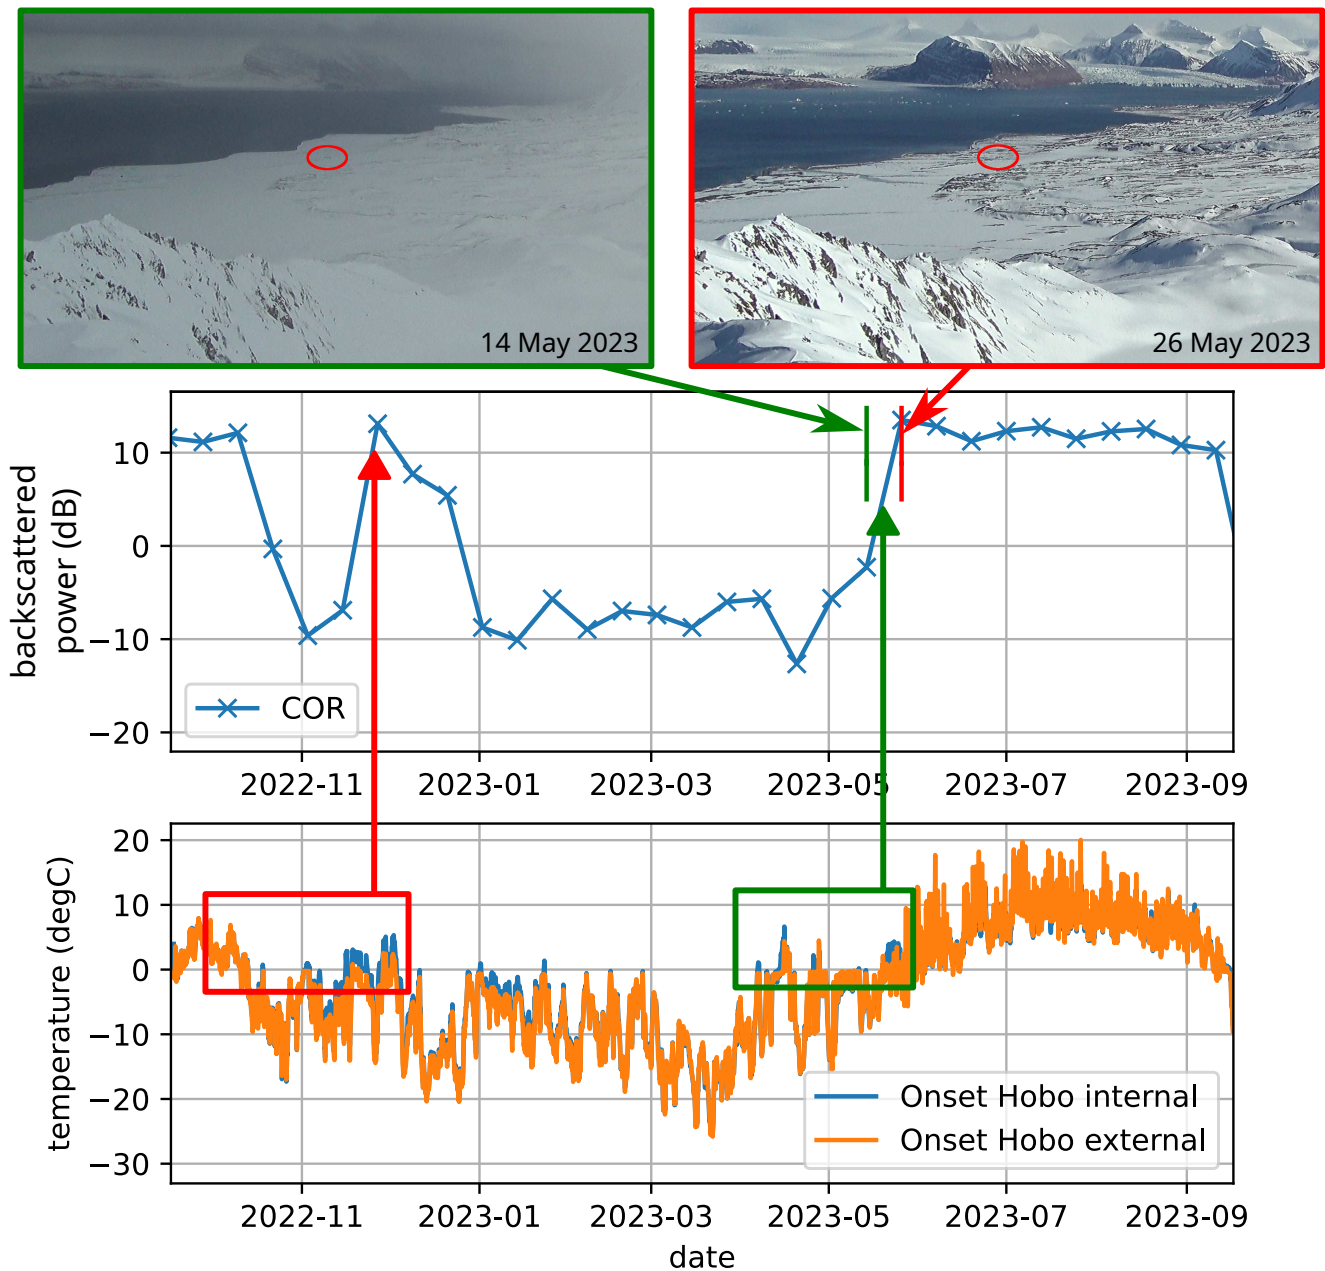 14 May 2023
26 May 2023
backscattered
power (dB)
10
0
−10
−20
COR
2022-11
2023-01
2023-03
2023-05
2023-07
2023-09
temperature (degC)
20
10
0
−10
−20
−30
Onset Hobo internal
Onset Hobo external
2022-11
2023-01
2023-03
2023-05
2023-07
2023-09
date